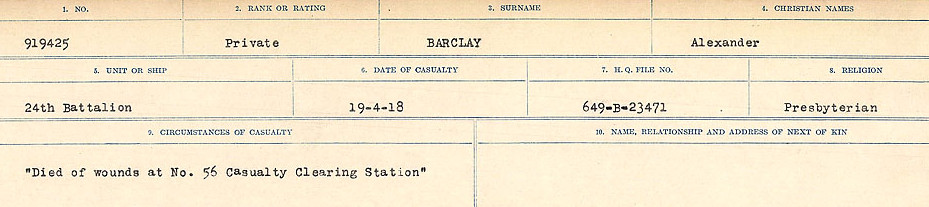 1. NO. 2. RANK OR RATING 3. SURNAME 4. CHRISTIAN NAMES
919425 Private BARCLAY Alexander
5. UNIT OR SHIP 6. DATE OF CASUALTY 7. H. Q. FILE NO. 8. RELIGION
24th Battalion 19-4-18 649-B-23471 Presbyterian
9. CIRCUMSTANCES OF CASUALTY 10. NAME, RELATIONSHIP AND ADDRESS OF NEXT OF KIN
"Died of wounds at No. 56 Casualty Clearing Station"